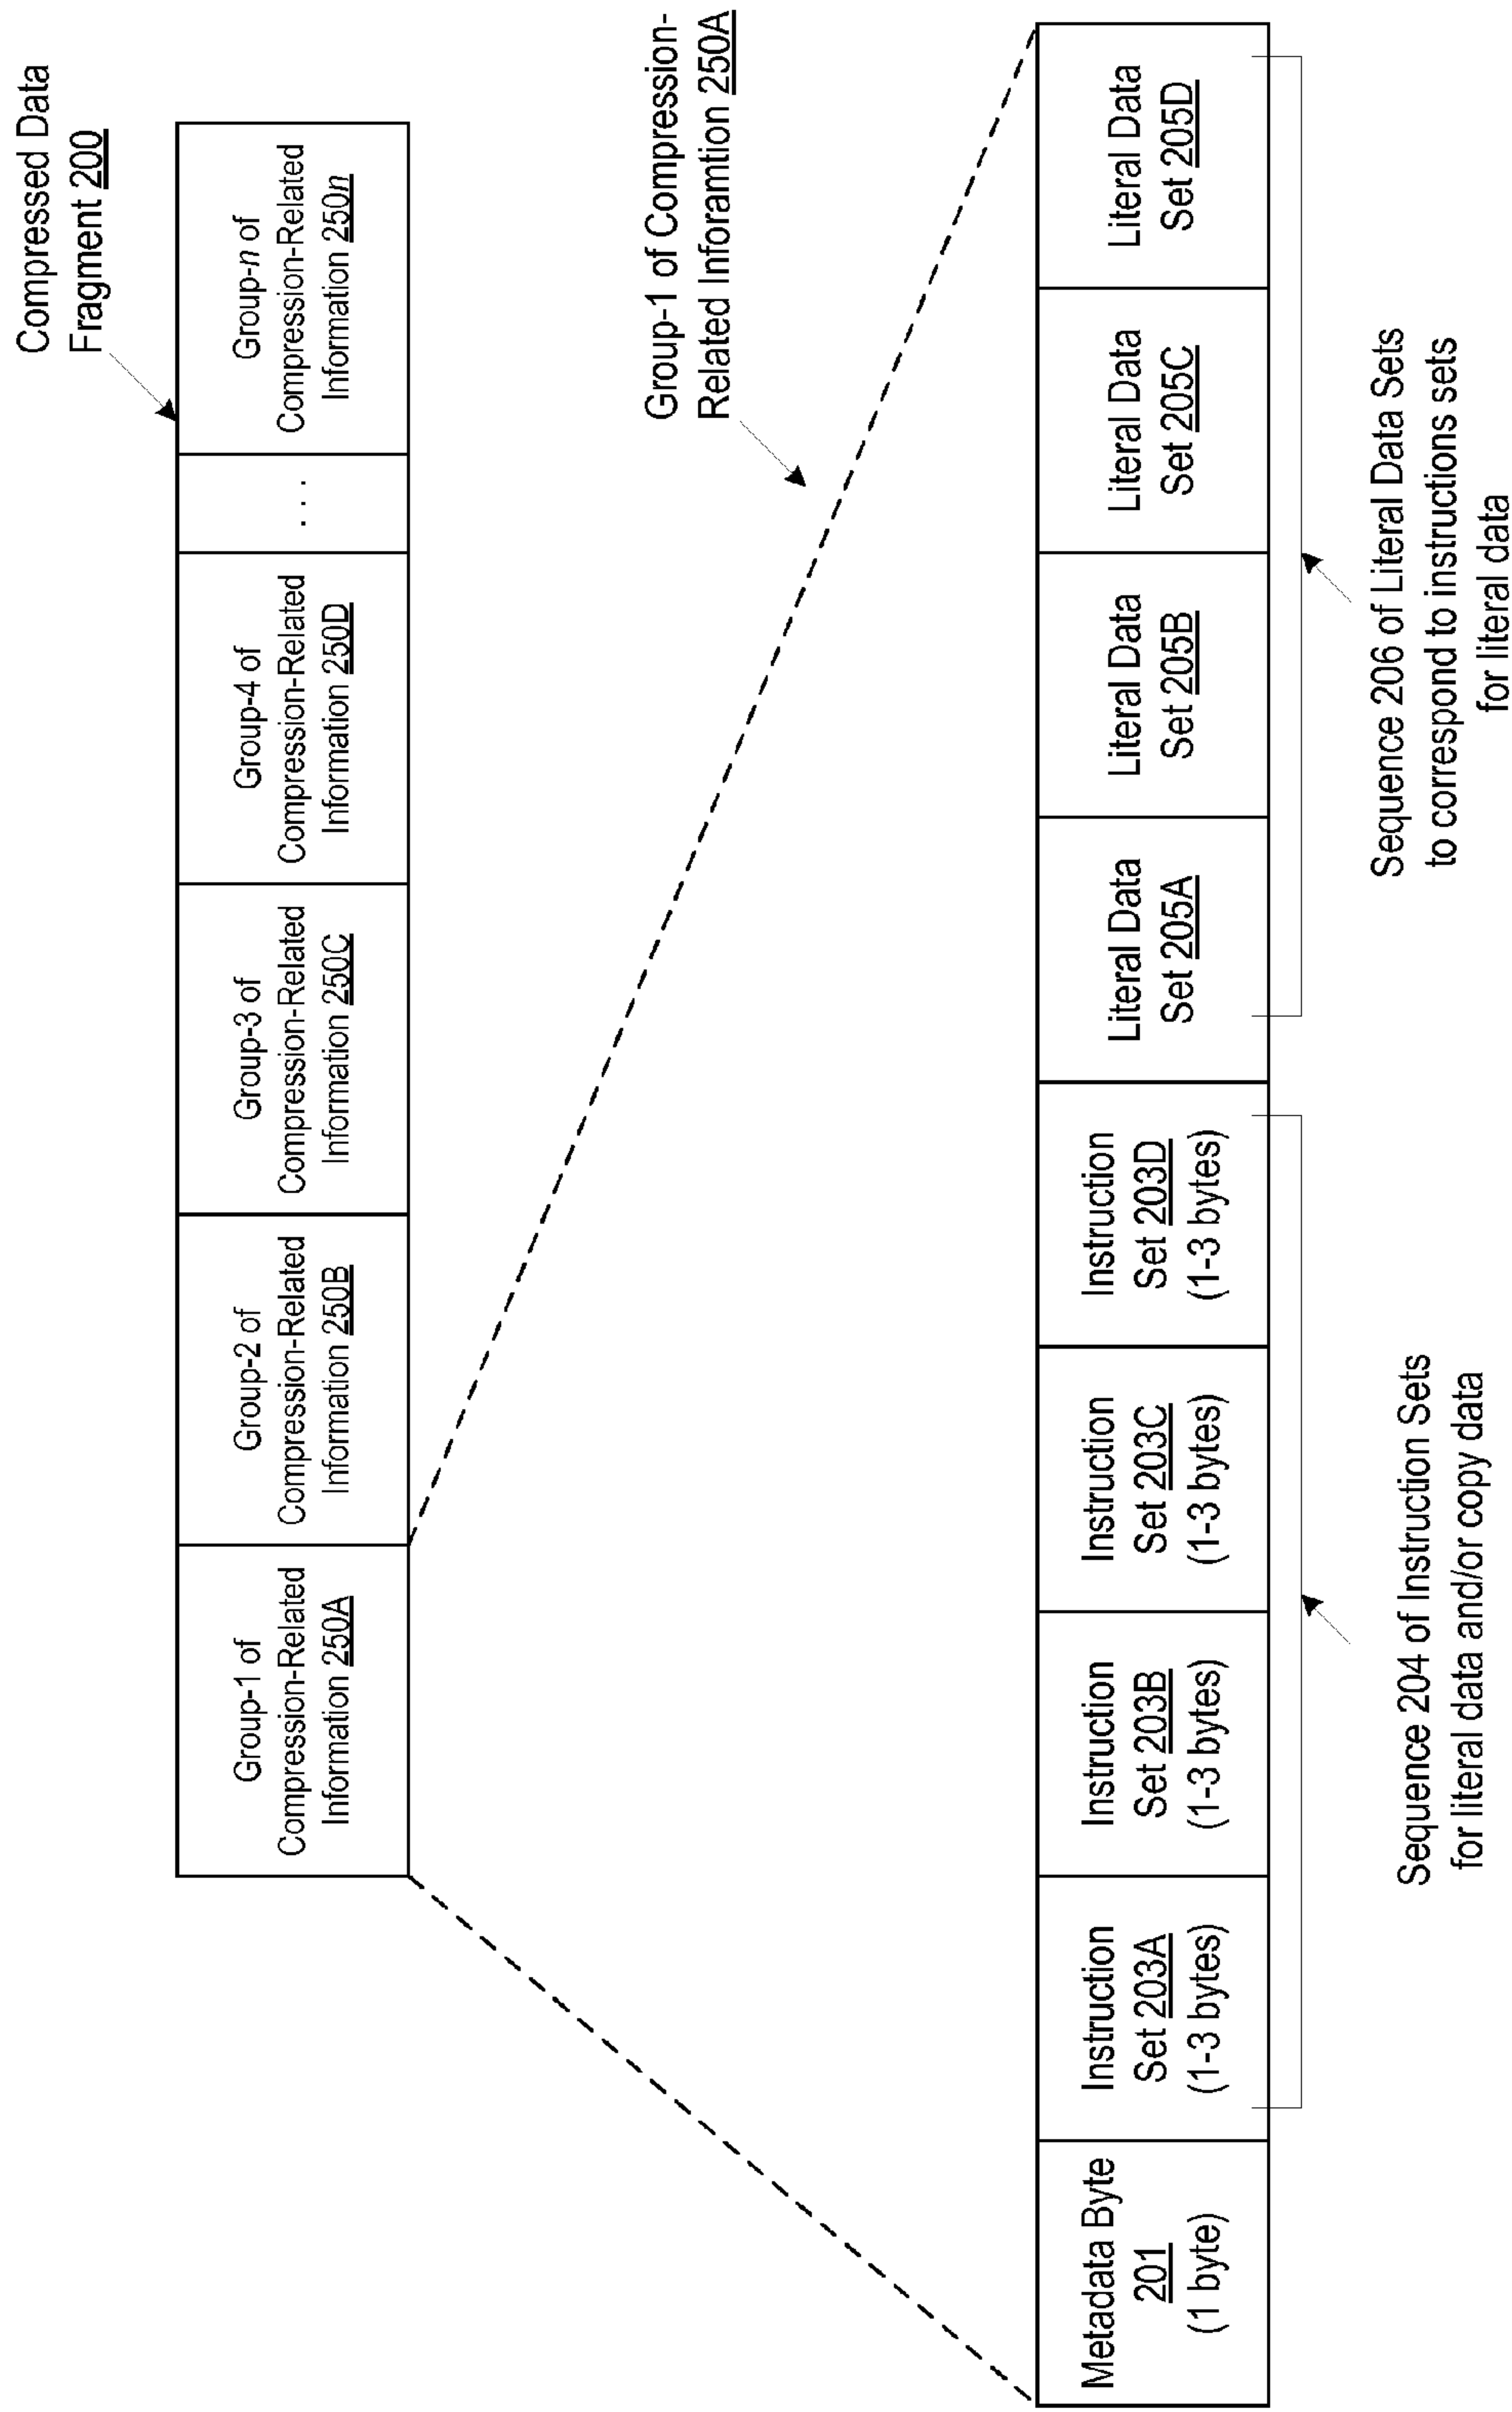 Compressed Data
Fragment 200
Group-1 of
Compression-Related
Information 250A
Group-2 of
Compression-Related
Information 250B
Group-3 of
Compression-Related
Information 250C
Group-4 of
Compression-Related
Information 250D
. . .
Group-n of
Compression-Related
Information 250n
Group-1 of Compression-
Related Inforamtion 250A
Metadata Byte
201
(1 byte)
Instruction
Set 203A
(1-3 bytes)
Instruction
Set 203B
(1-3 bytes)
Instruction
Set 203C
(1-3 bytes)
Instruction
Set 203D
(1-3 bytes)
Literal Data
Set 205A
Literal Data
Set 205B
Literal Data
Set 205C
Literal Data
Set 205D
Sequence 204 of Instruction Sets
for literal data and/or copy data
Sequence 206 of Literal Data Sets
to correspond to instructions sets
for literal data